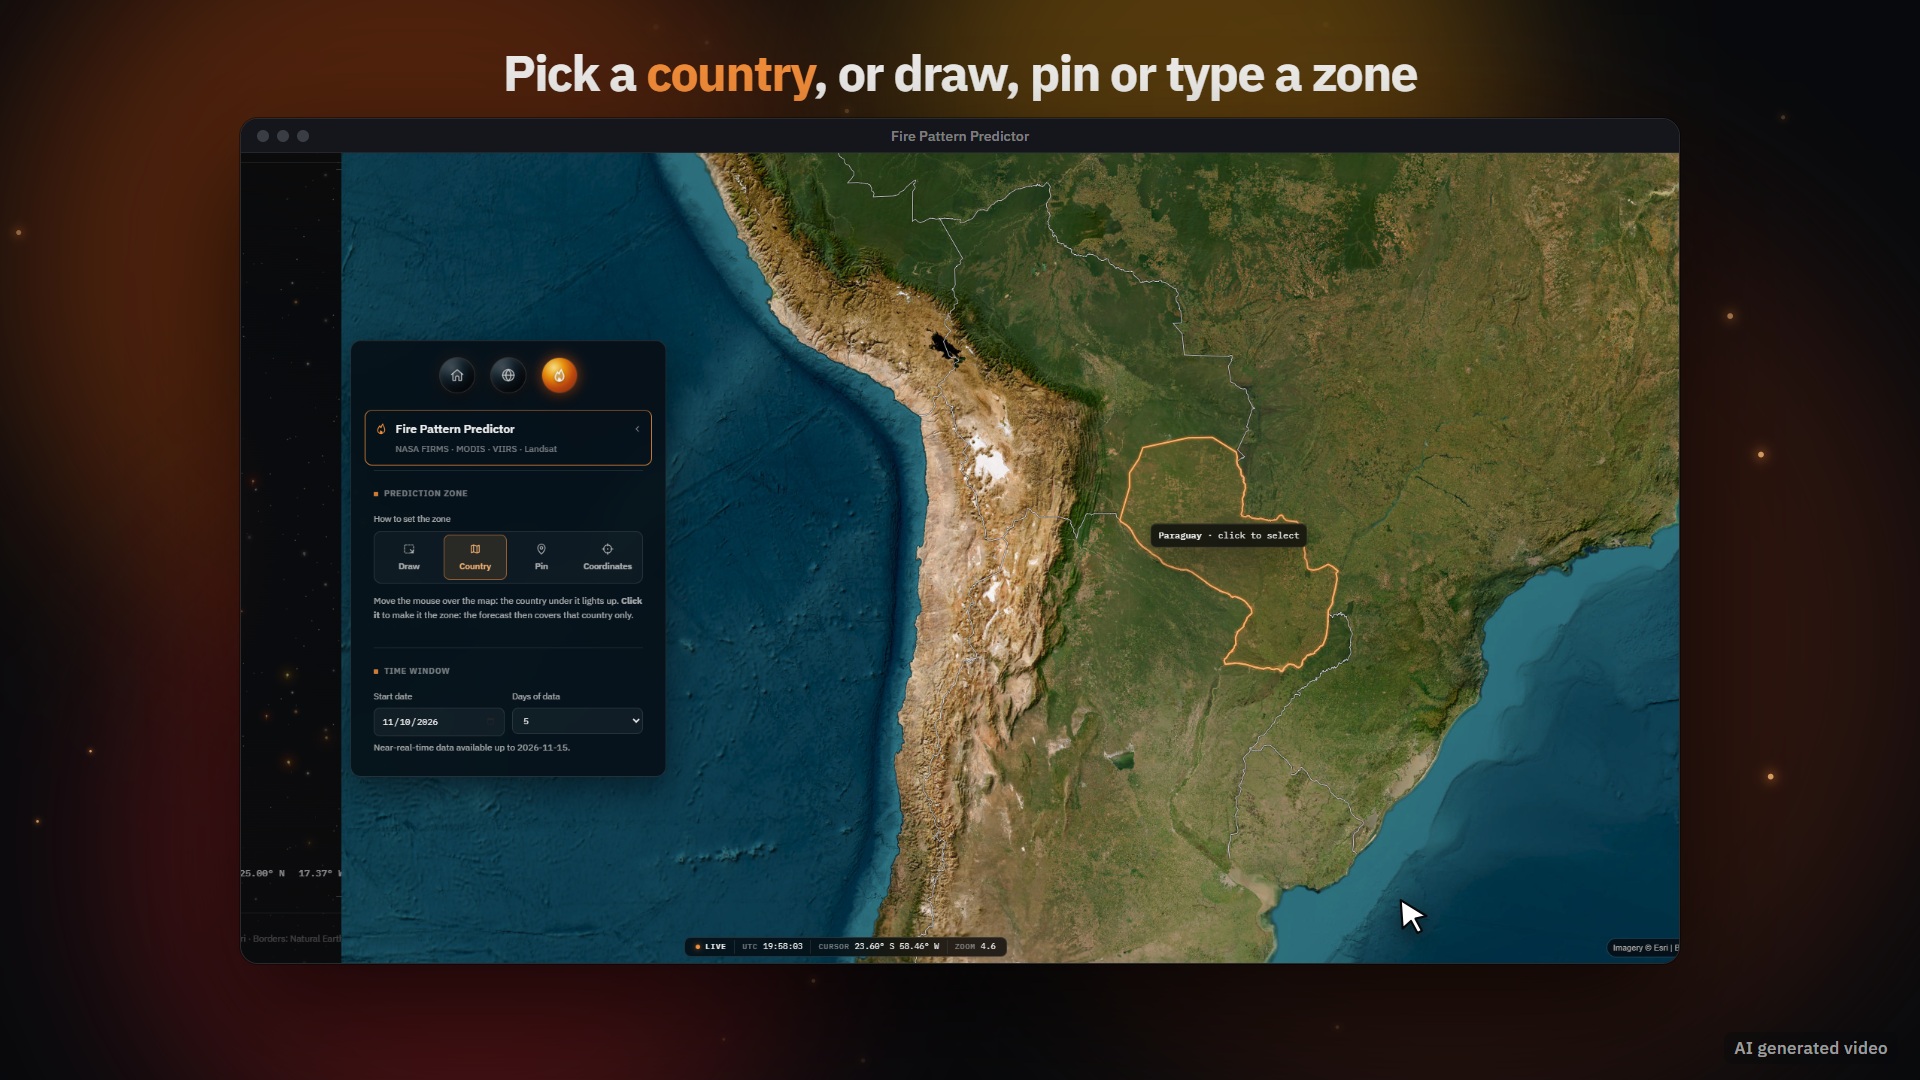 Pick a country, or draw, pin or type a zone
Fire Pattern Predictor
Fire Pattern Predictor
NASA FIRMS · MODIS · VIIRS · Landsat
PREDICTION ZONE
How to set the zone
Draw
Country
Pin
Coordinates
Move the mouse over the map: the country under it lights up. Click
it to make it the zone: the forecast then covers that country only.
TIME WINDOW
Start date
Days of data
11/10/2026
5
Near-real-time data available up to 2026-11-15.
Paraguay · click to select
25.00° N 17.37°
· Borders: Natural Earth
LIVE UTC 19:58:03 CURSOR 23.60° S 58.46° W ZOOM 4.6
Imagery © Esri |
AI generated video